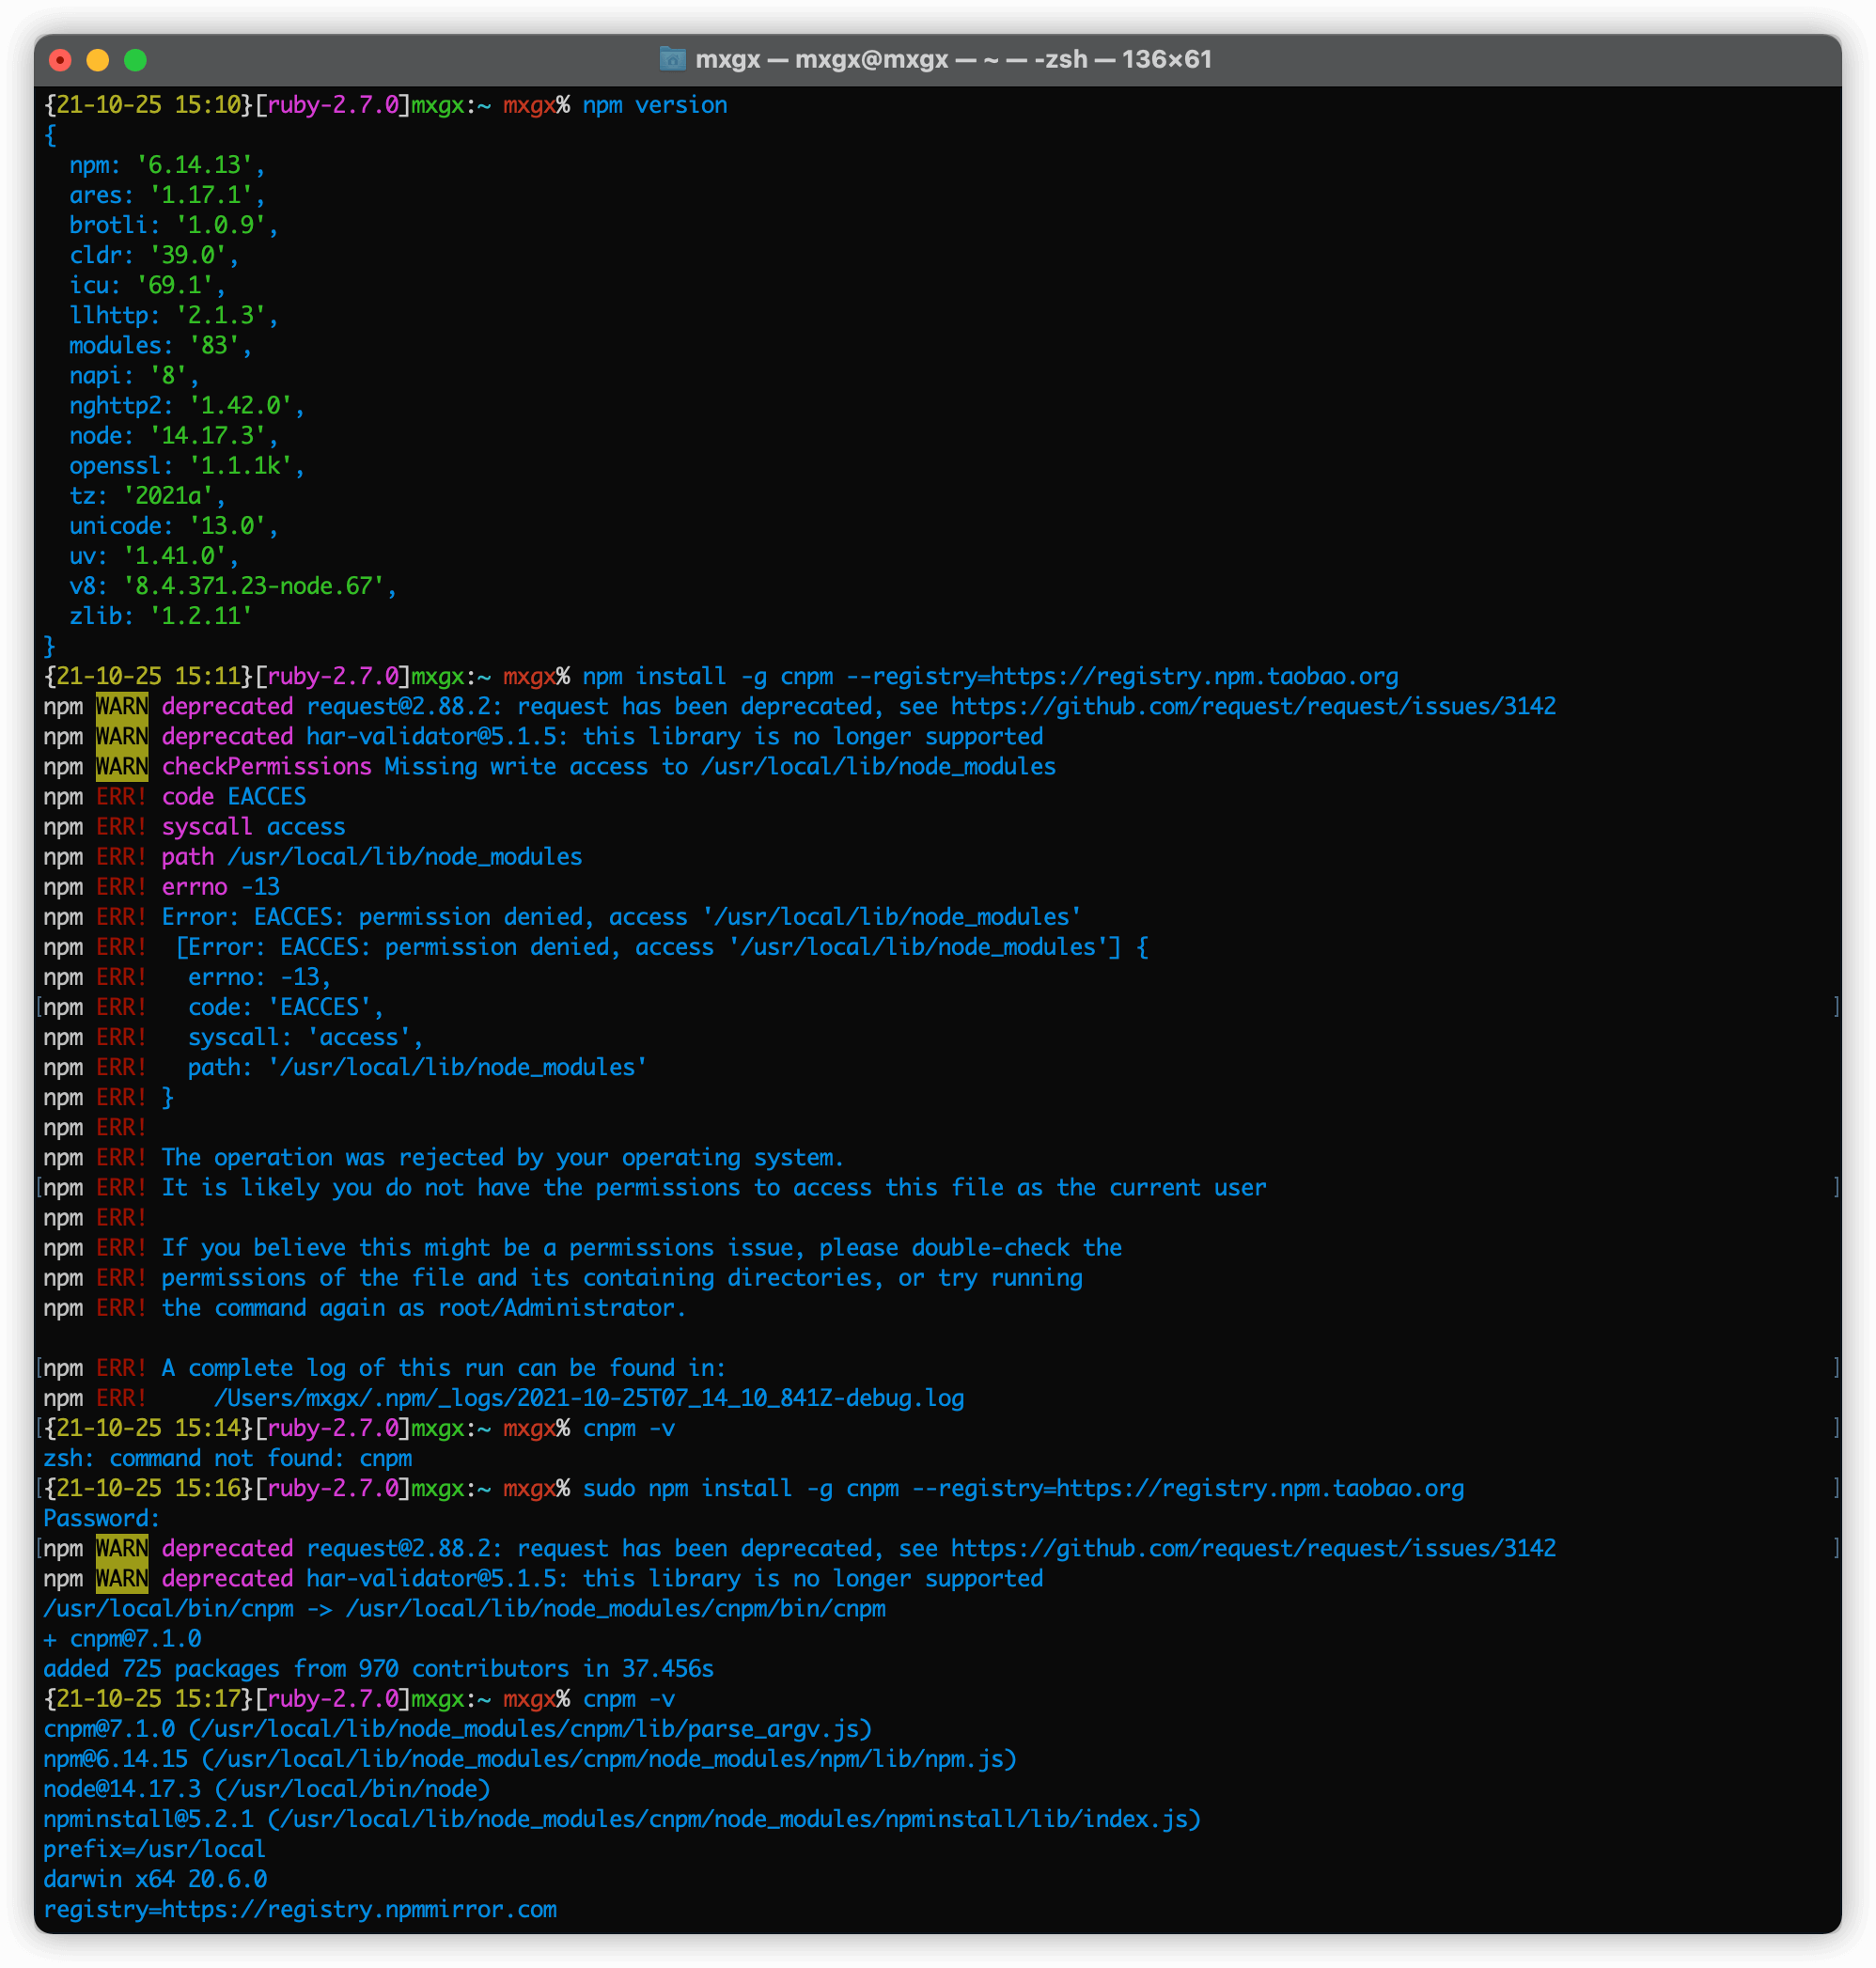 mxgx — mxgx@mxgx — ~ — -zsh — 136×61
{21-10-25 15:10}[ruby-2.7.0]mxgx:~ mxgx% npm version
{
  npm: '6.14.13',
  ares: '1.17.1',
  brotli: '1.0.9',
  cldr: '39.0',
  icu: '69.1',
  llhttp: '2.1.3',
  modules: '83',
  napi: '8',
  nghttp2: '1.42.0',
  node: '14.17.3',
  openssl: '1.1.1k',
  tz: '2021a',
  unicode: '13.0',
  uv: '1.41.0',
  v8: '8.4.371.23-node.67',
  zlib: '1.2.11'
}
{21-10-25 15:11}[ruby-2.7.0]mxgx:~ mxgx% npm install -g cnpm --registry=https://registry.npm.taobao.org
npm WARN deprecated request@2.88.2: request has been deprecated, see https://github.com/request/request/issues/3142
npm WARN deprecated har-validator@5.1.5: this library is no longer supported
npm WARN checkPermissions Missing write access to /usr/local/lib/node_modules
npm ERR! code EACCES
npm ERR! syscall access
npm ERR! path /usr/local/lib/node_modules
npm ERR! errno -13
npm ERR! Error: EACCES: permission denied, access '/usr/local/lib/node_modules'
npm ERR!  [Error: EACCES: permission denied, access '/usr/local/lib/node_modules'] {
npm ERR!   errno: -13,
[npm ERR!   code: 'EACCES', ]
npm ERR!   syscall: 'access',
npm ERR!   path: '/usr/local/lib/node_modules'
npm ERR! }
npm ERR!
npm ERR! The operation was rejected by your operating system.
[npm ERR! It is likely you do not have the permissions to access this file as the current user ]
npm ERR!
npm ERR! If you believe this might be a permissions issue, please double-check the
npm ERR! permissions of the file and its containing directories, or try running
npm ERR! the command again as root/Administrator.
[npm ERR! A complete log of this run can be found in: ]
npm ERR!     /Users/mxgx/.npm/_logs/2021-10-25T07_14_10_841Z-debug.log
[{21-10-25 15:14}[ruby-2.7.0]mxgx:~ mxgx% cnpm -v ]
zsh: command not found: cnpm
[{21-10-25 15:16}[ruby-2.7.0]mxgx:~ mxgx% sudo npm install -g cnpm --registry=https://registry.npm.taobao.org ]
Password:
[npm WARN deprecated request@2.88.2: request has been deprecated, see https://github.com/request/request/issues/3142 ]
npm WARN deprecated har-validator@5.1.5: this library is no longer supported
/usr/local/bin/cnpm -> /usr/local/lib/node_modules/cnpm/bin/cnpm
+ cnpm@7.1.0
added 725 packages from 970 contributors in 37.456s
{21-10-25 15:17}[ruby-2.7.0]mxgx:~ mxgx% cnpm -v
cnpm@7.1.0 (/usr/local/lib/node_modules/cnpm/lib/parse_argv.js)
npm@6.14.15 (/usr/local/lib/node_modules/cnpm/node_modules/npm/lib/npm.js)
node@14.17.3 (/usr/local/bin/node)
npminstall@5.2.1 (/usr/local/lib/node_modules/cnpm/node_modules/npminstall/lib/index.js)
prefix=/usr/local
darwin x64 20.6.0
registry=https://registry.npmmirror.com